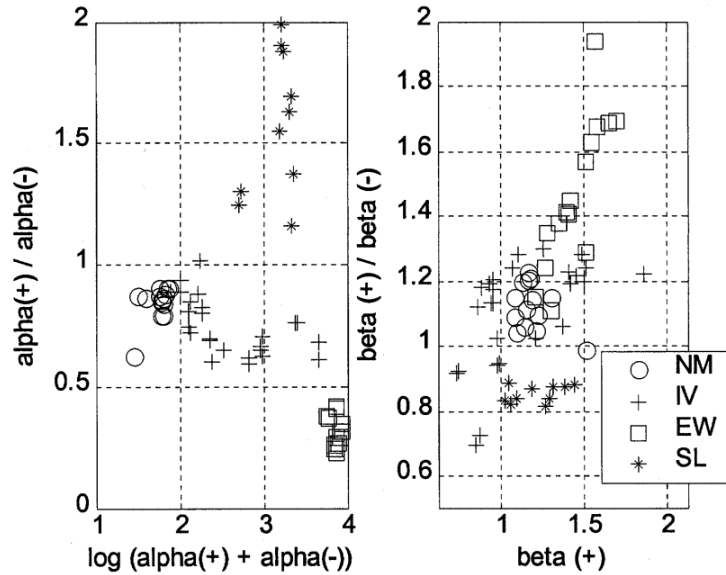 2
1.5
1
0.5
0
1
2
3
4
alpha(+) / alpha(-)
log (alpha(+) + alpha(-))
2
1.8
1.6
1.4
1.2
1
0.8
0.6
1
1.5
2
beta (+) / beta (-)
beta (+)
NM
IV
EW
SL